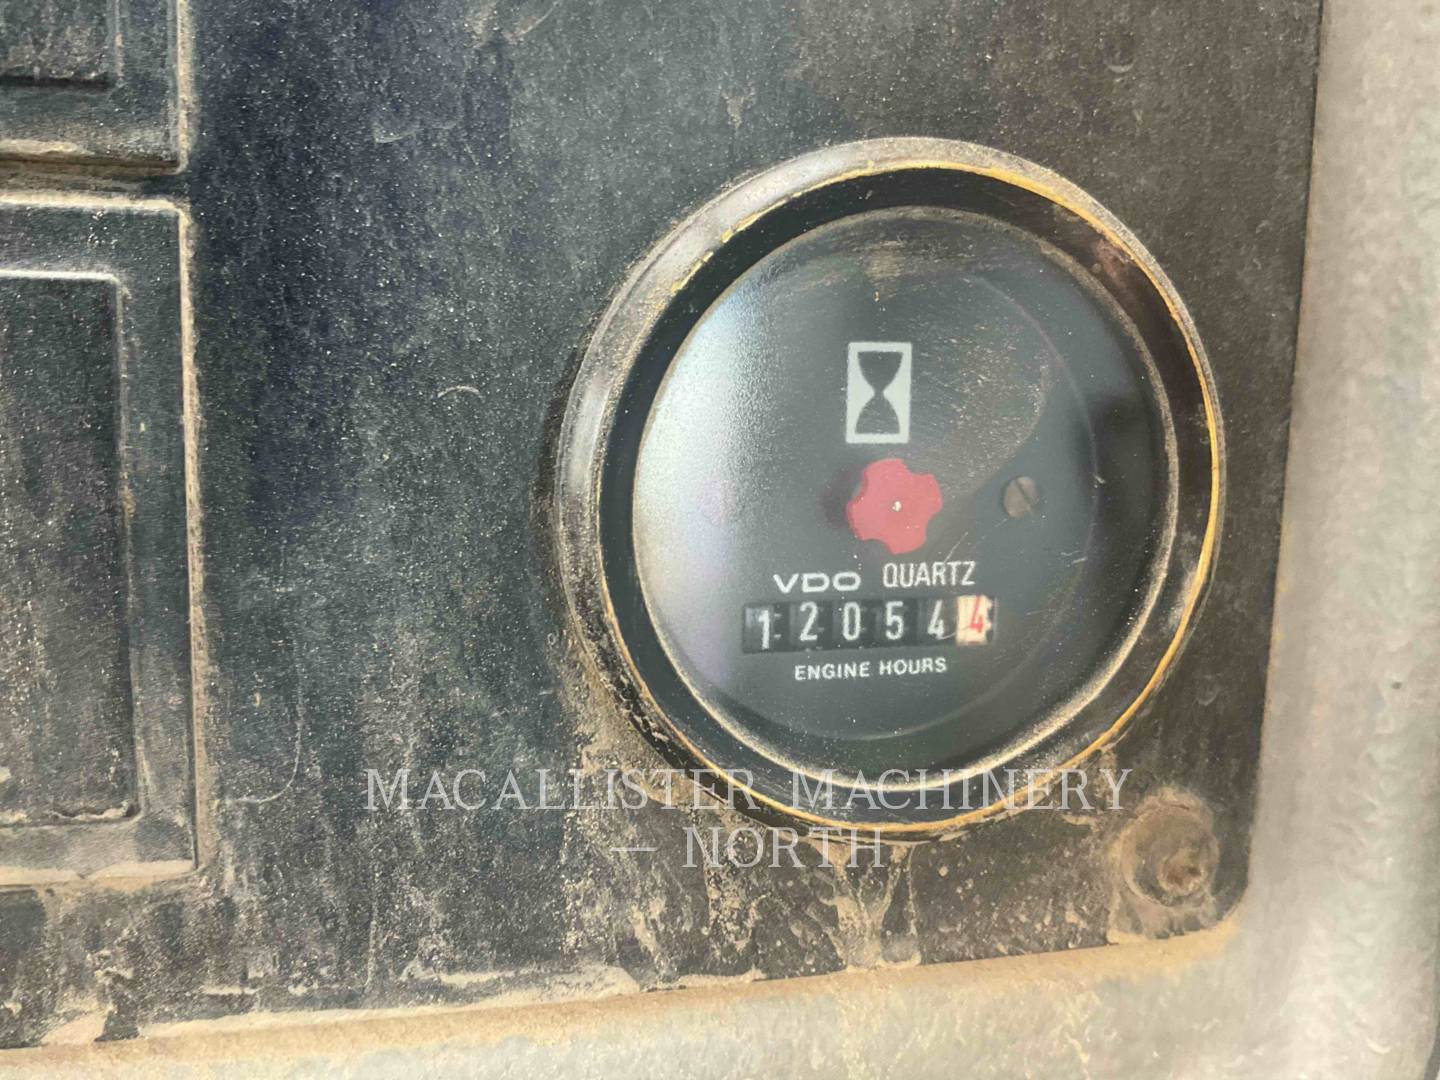 VDO QUARTZ
120544
ENGINE HOURS
MACALLISTER MACHINERY
— NORTH